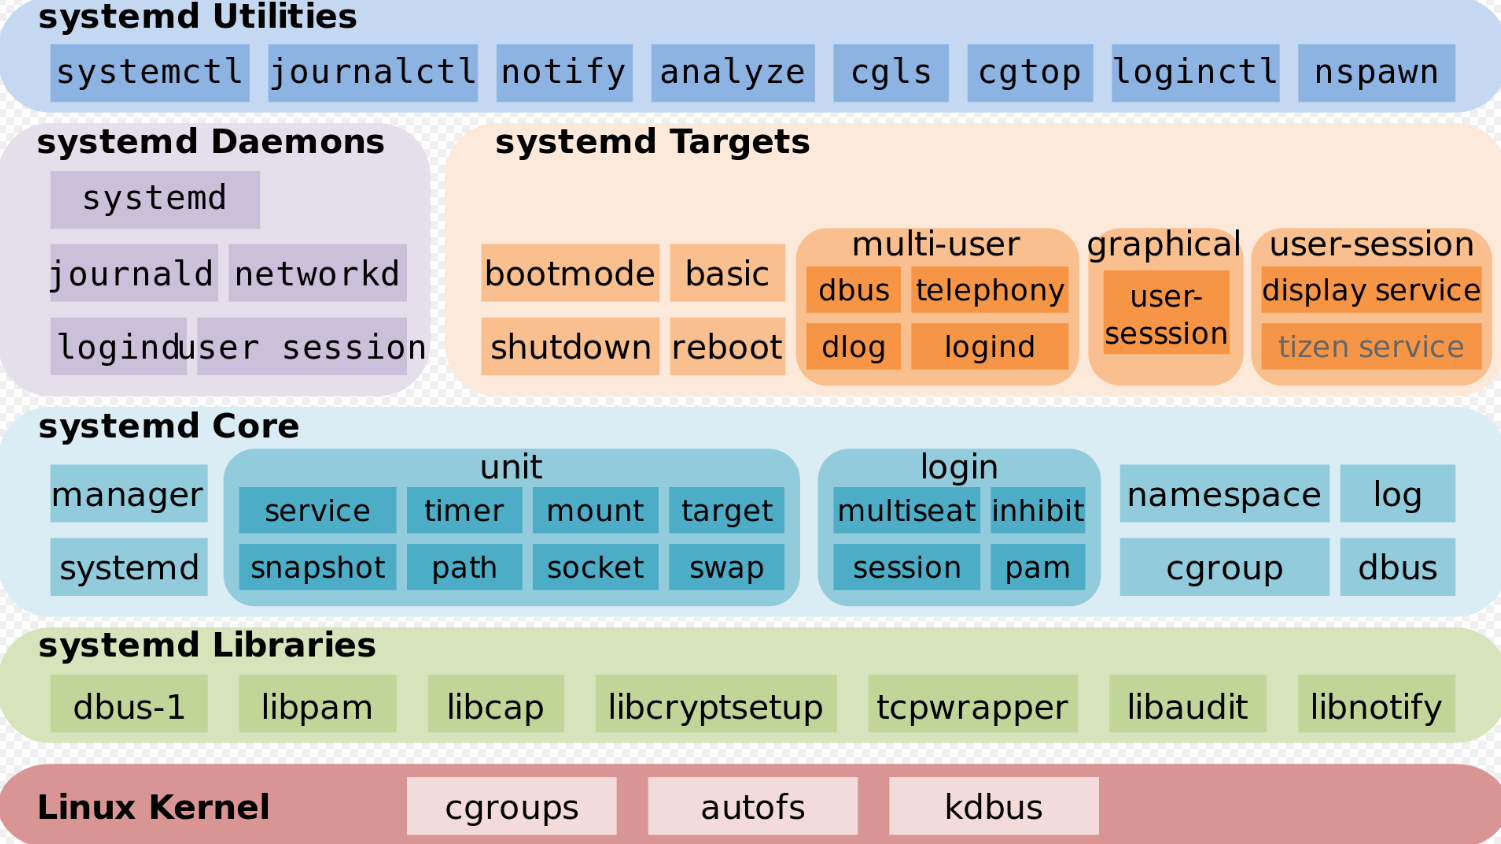 systemd Utilities
systemctl journalctl notify analyze cgls cgtop loginctl nspawn
systemd Daemons
systemd
journald networkd
logind user session
systemd Targets
bootmode basic
shutdown reboot
multi-user
dbus telephony
dlog logind
graphical
user-
sesssion
user-session
display service
tizen service
systemd Core
manager
systemd
unit
service timer mount target
snapshot path socket swap
login
multiseat inhibit
session pam
namespace log
cgroup dbus
systemd Libraries
dbus-1 libpam libcap libcryptsetup tcpwrapper libaudit libnotify
Linux Kernel cgroups autofs kdbus